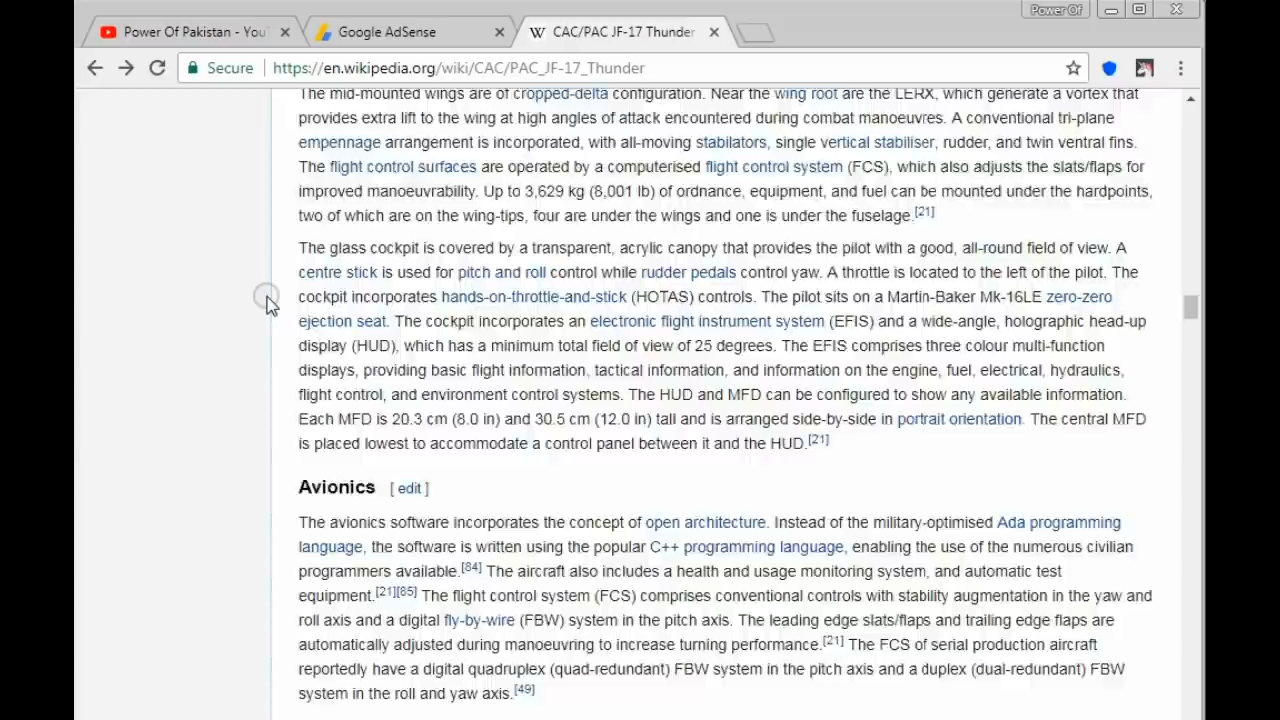 Power Of
Power Of Pakistan - You
Google AdSense
CAC/PAC JF-17 Thunder
Secure
https://en.wikipedia.org/wiki/CAC/PAC_JF-17_Thunder
The mid-mounted wings are of cropped-delta configuration. Near the wing root are the LERX, which generate a vortex that
provides extra lift to the wing at high angles of attack encountered during combat manoeuvres. A conventional tri-plane
empennage arrangement is incorporated, with all-moving stabilators, single vertical stabiliser, rudder, and twin ventral fins.
The flight control surfaces are operated by a computerised flight control system (FCS), which also adjusts the slats/flaps for
improved manoeuvrability. Up to 3,629 kg (8,001 lb) of ordnance, equipment, and fuel can be mounted under the hardpoints,
two of which are on the wing-tips, four are under the wings and one is under the fuselage.[21]
The glass cockpit is covered by a transparent, acrylic canopy that provides the pilot with a good, all-round field of view. A
centre stick is used for pitch and roll control while rudder pedals control yaw. A throttle is located to the left of the pilot. The
cockpit incorporates hands-on-throttle-and-stick (HOTAS) controls. The pilot sits on a Martin-Baker Mk-16LE zero-zero
ejection seat. The cockpit incorporates an electronic flight instrument system (EFIS) and a wide-angle, holographic head-up
display (HUD), which has a minimum total field of view of 25 degrees. The EFIS comprises three colour multi-function
displays, providing basic flight information, tactical information, and information on the engine, fuel, electrical, hydraulics,
flight control, and environment control systems. The HUD and MFD can be configured to show any available information.
Each MFD is 20.3 cm (8.0 in) and 30.5 cm (12.0 in) tall and is arranged side-by-side in portrait orientation. The central MFD
is placed lowest to accommodate a control panel between it and the HUD.[21]
Avionics [ edit ]
The avionics software incorporates the concept of open architecture. Instead of the military-optimised Ada programming
language, the software is written using the popular C++ programming language, enabling the use of the numerous civilian
programmers available.[84] The aircraft also includes a health and usage monitoring system, and automatic test
equipment.[21][85] The flight control system (FCS) comprises conventional controls with stability augmentation in the yaw and
roll axis and a digital fly-by-wire (FBW) system in the pitch axis. The leading edge slats/flaps and trailing edge flaps are
automatically adjusted during manoeuvring to increase turning performance.[21] The FCS of serial production aircraft
reportedly have a digital quadruplex (quad-redundant) FBW system in the pitch axis and a duplex (dual-redundant) FBW
system in the roll and yaw axis.[49]